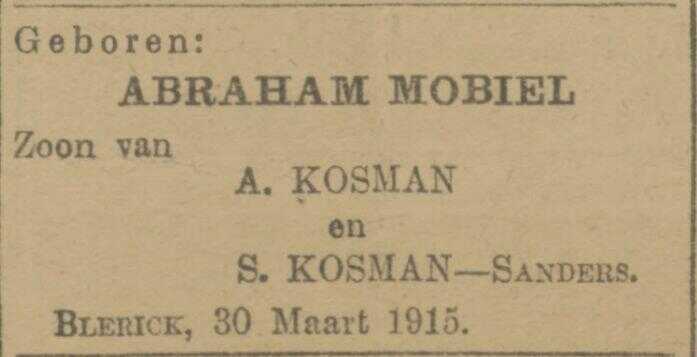 Geboren:
ABRAHAM MOBIEL
Zoon van
A. KOSMAN
en
S. KOSMAN—SANDERS.
BLERICK, 30 Maart 1915.